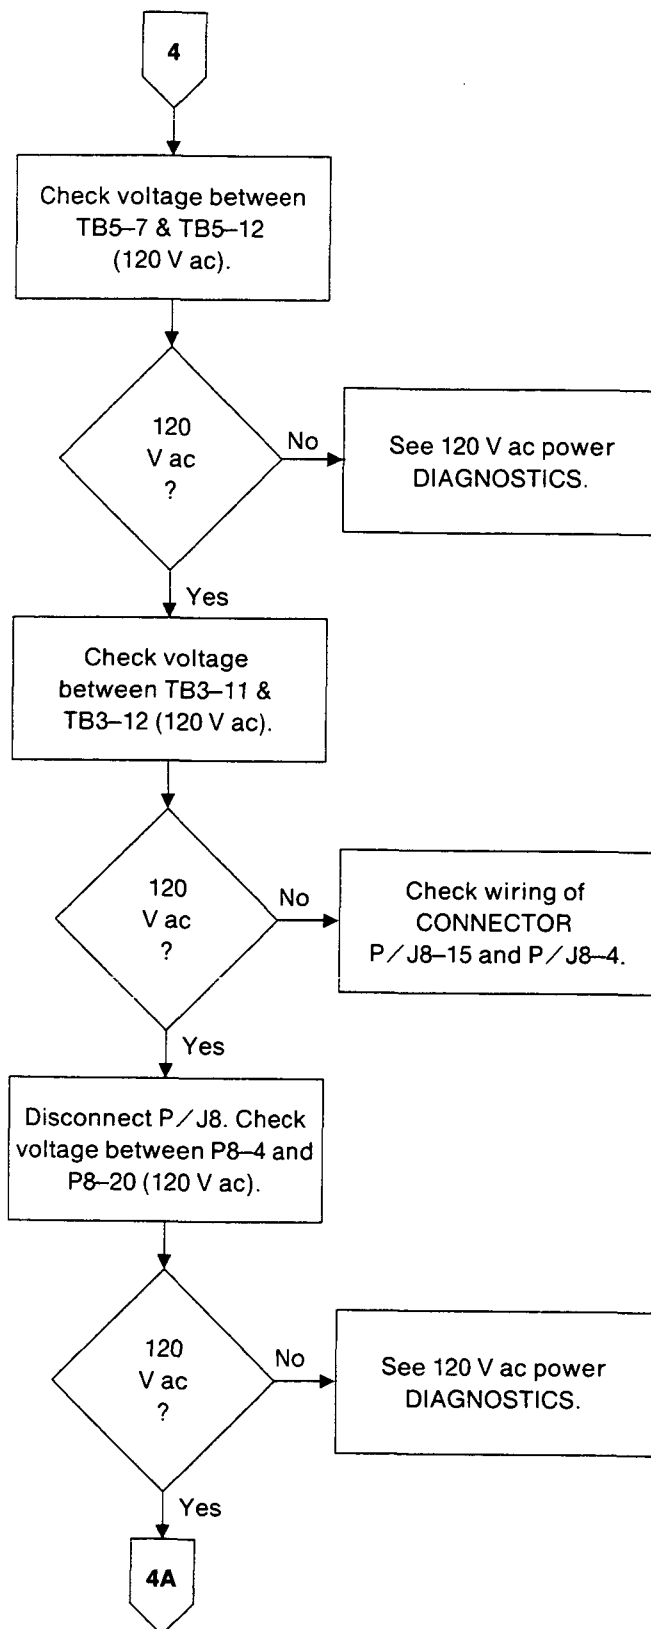 4
Check voltage between
TB5–7 & TB5–12
(120 V ac).
120
V ac
?
No
See 120 V ac power
DIAGNOSTICS.
Yes
Check voltage
between TB3–11 &
TB3–12 (120 V ac).
120
V ac
?
No
Check wiring of
CONNECTOR
P/J8–15 and P/J8–4.
Yes
Disconnect P/J8. Check
voltage between P8–4 and
P8–20 (120 V ac).
120
V ac
?
No
See 120 V ac power
DIAGNOSTICS.
Yes
4A